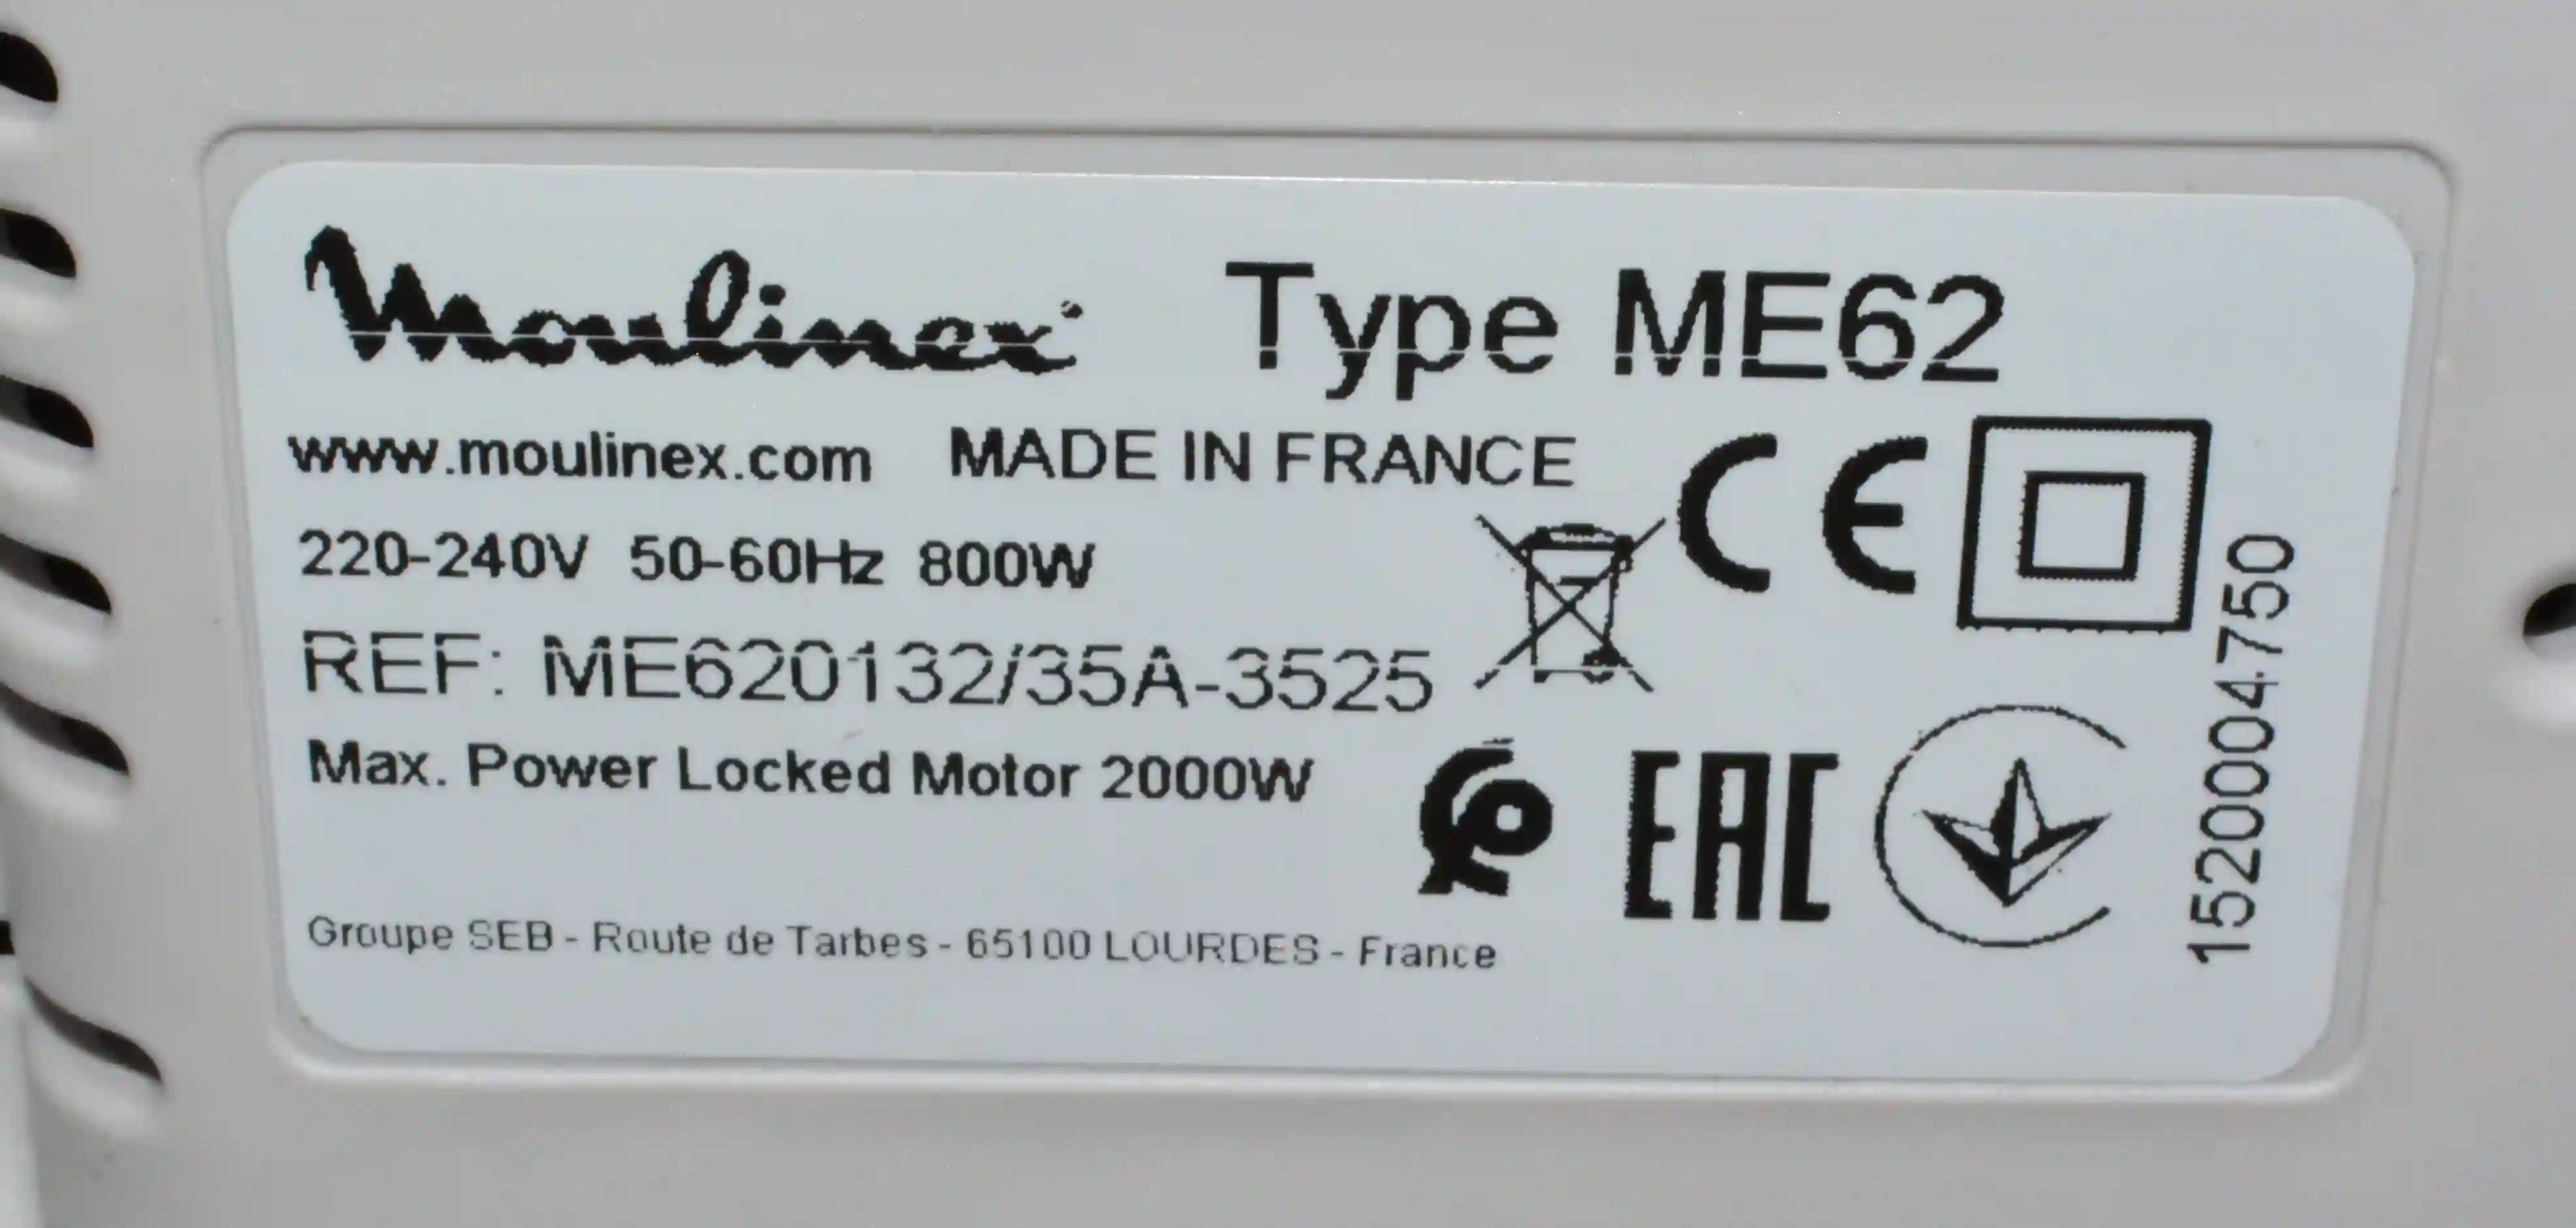 Moulinex Type ME62
www.moulinex.com MADE IN FRANCE
220-240V 50-60Hz 800W
REF: ME620132/35A-3525
Max. Power Locked Motor 2000W
Groupe SEB - Route de Tarbes - 65100 LOURDES - France
CE
EAC
1520004750